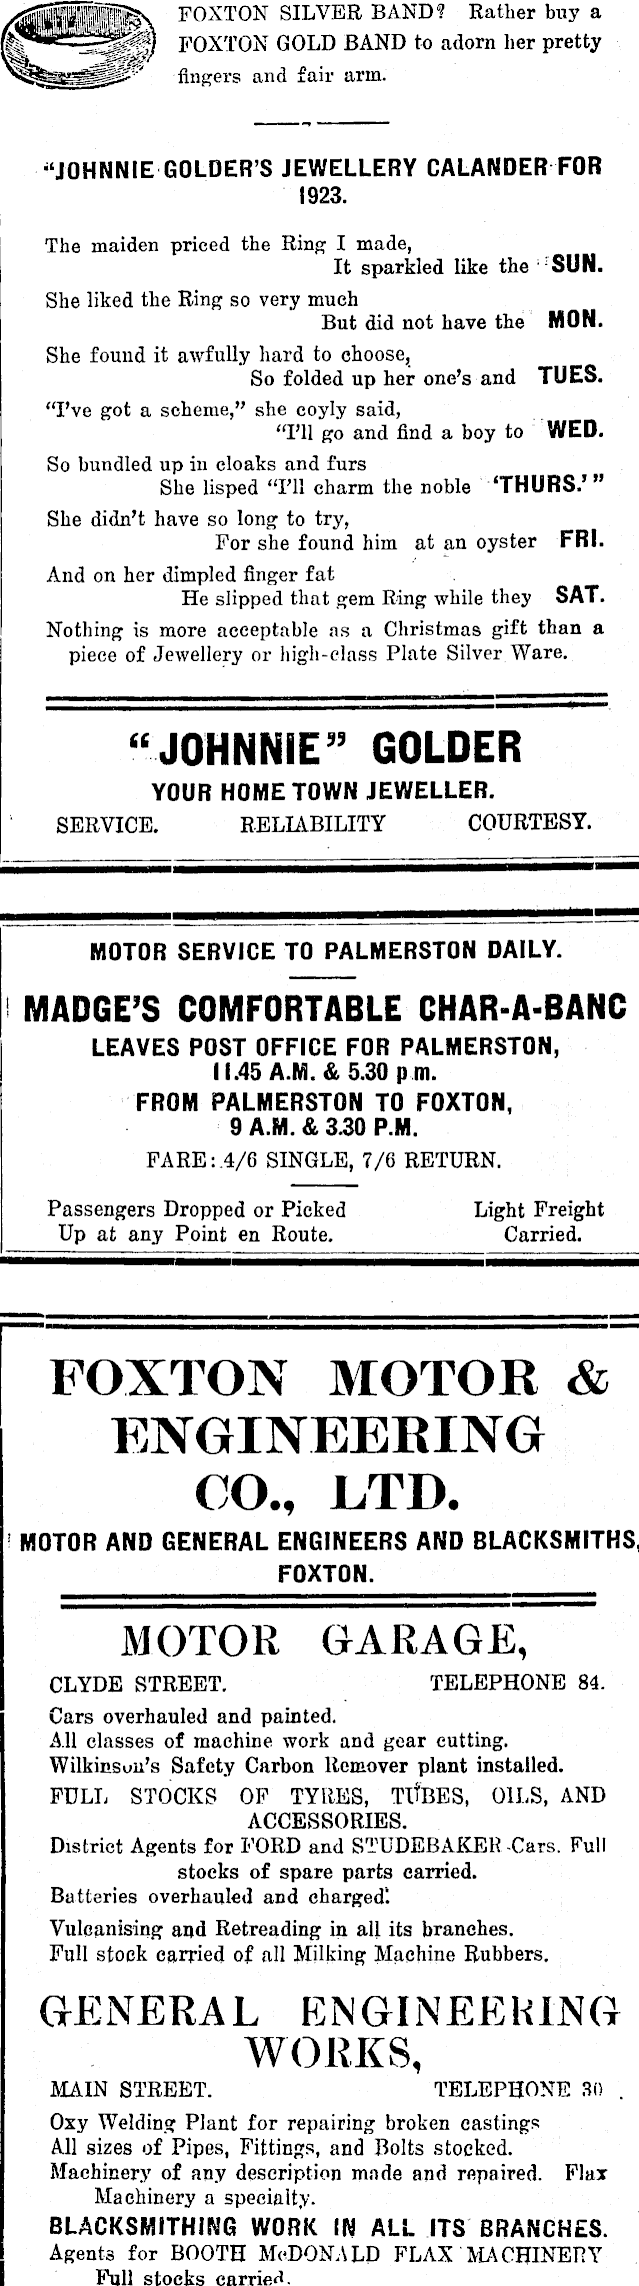 FOXTON SILVER BAND? Rather buy a
FOXTON GOLD BAND to adorn her pretty
fingers and fair arm.
"JOHNNIE GOLDER'S JEWELLERY CALANDER FOR
1923.
The maiden priced the Ring I made,
It sparkled like the SUN.
She liked the Ring so very much
But did not have the MON.
She found it awfully hard to choose,
So folded up her one's and TUES.
"I've got a scheme," she coyly said,
"I'll go and find a boy to WED.
So bundled up in cloaks and furs
She lisped "I'll charm the noble 'THURS.'"
She didn't have so long to try,
For she found him at an oyster FRI.
And on her dimpled finger fat
He slipped that gem Ring while they SAT.
Nothing is more acceptable as a Christmas gift than a
piece of Jewellery or high-class Plate Silver Ware.
"JOHNNIE" GOLDER
YOUR HOME TOWN JEWELLER.
SERVICE. RELIABILITY COURTESY.
MOTOR SERVICE TO PALMERSTON DAILY.
MADGE'S COMFORTABLE CHAR-A-BANC
LEAVES POST OFFICE FOR PALMERSTON,
11.45 A.M. & 5.30 p.m.
FROM PALMERSTON TO FOXTON,
9 A.M. & 3.30 P.M.
FARE: 4/6 SINGLE, 7/6 RETURN.
Passengers Dropped or Picked Light Freight
Up at any Point en Route. Carried.
FOXTON MOTOR &
ENGINEERING
CO., LTD.
MOTOR AND GENERAL ENGINEERS AND BLACKSMITHS,
FOXTON.
MOTOR GARAGE,
CLYDE STREET. TELEPHONE 84.
Cars overhauled and painted.
All classes of machine work and gear cutting.
Wilkinson's Safety Carbon Remover plant installed.
FULL STOCKS OF TYRES, TUBES, OILS, AND
ACCESSORIES.
District Agents for FORD and STUDEBAKER Cars. Full
stocks of spare parts carried.
Batteries overhauled and charged.
Vulcanising and Retreading in all its branches.
Full stock carried of all Milking Machine Rubbers.
GENERAL ENGINEERING
WORKS,
MAIN STREET. TELEPHONE 30.
Oxy Welding Plant for repairing broken castings
All sizes of Pipes, Fittings, and Bolts stocked.
Machinery of any description made and repaired. Flax
Machinery a specialty.
BLACKSMITHING WORK IN ALL ITS BRANCHES.
Agents for BOOTH McDONALD FLAX MACHINERY
Full stocks carried.